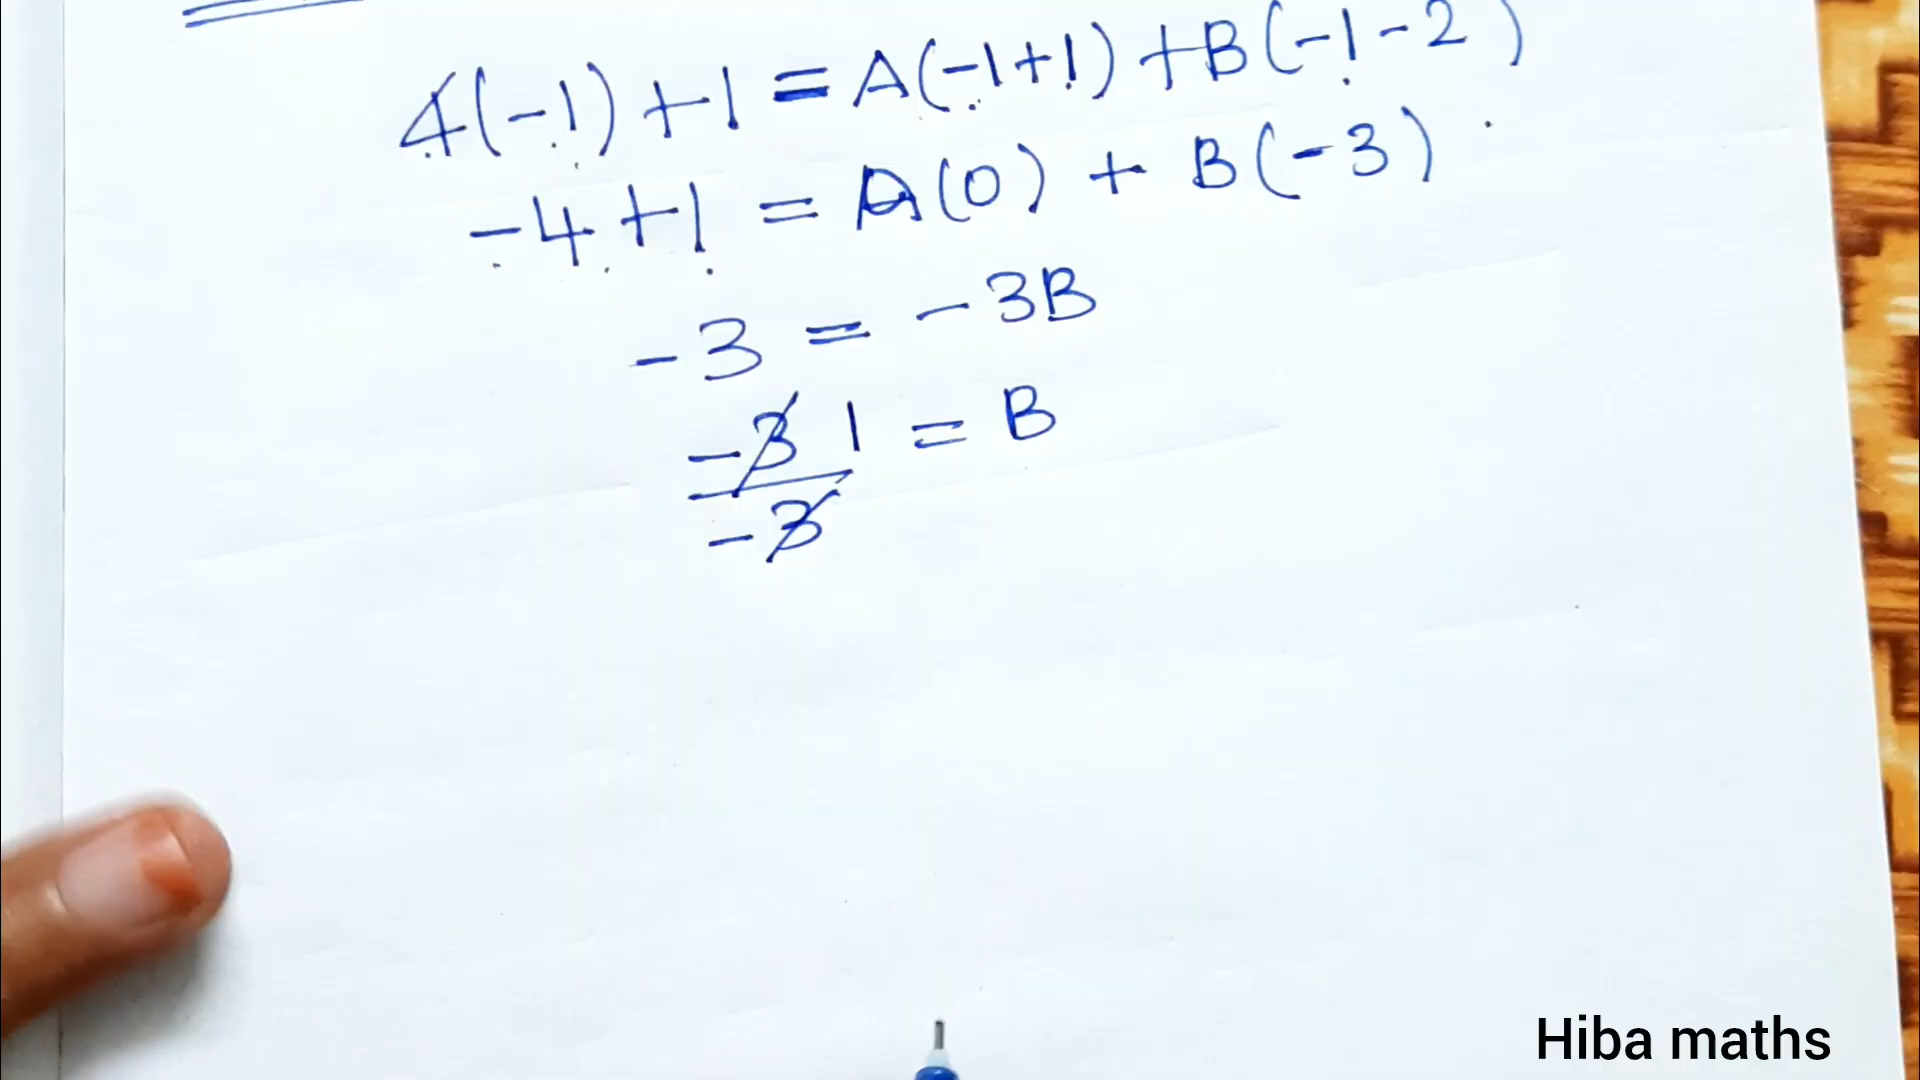 4(-1)+1 = A(-1+1)+B(-1-2)
-4+1 = A(0) + B(-3)
-3 = -3B
-3 1 = B
-3
Hiba maths